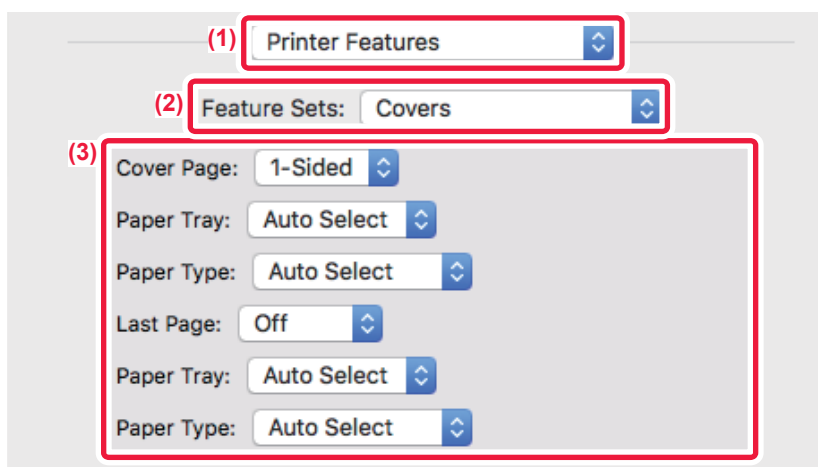 (1) Printer Features
(2) Feature Sets: Covers
(3)
Cover Page: 1-Sided
Paper Tray: Auto Select
Paper Type: Auto Select
Last Page: Off
Paper Tray: Auto Select
Paper Type: Auto Select